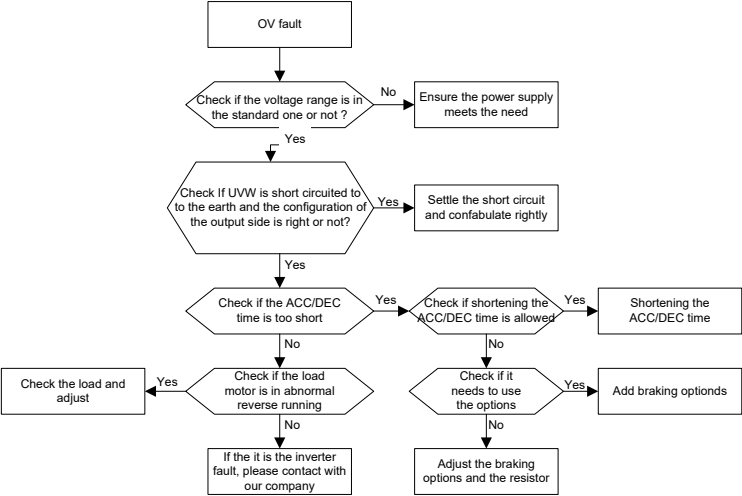 OV fault
Check if the voltage range is in
the standard one or not ?
No
Ensure the power supply
meets the need
Yes
Check If UVW is short circuited to
to the earth and the configuration of
the output side is right or not?
Yes
Settle the short circuit
and confabulate rightly
Yes
Check if the ACC/DEC
time is too short
Yes
Check if shortening the
ACC/DEC time is allowed
Yes
Shortening the
ACC/DEC time
No
No
Check the load and
adjust
Yes
Check if the load
motor is in abnormal
reverse running
Check if it
needs to use
the options
Yes
Add braking optionds
No
No
If the it is the inverter
fault, please contact with
our company
Adjust the braking
options and the resistor